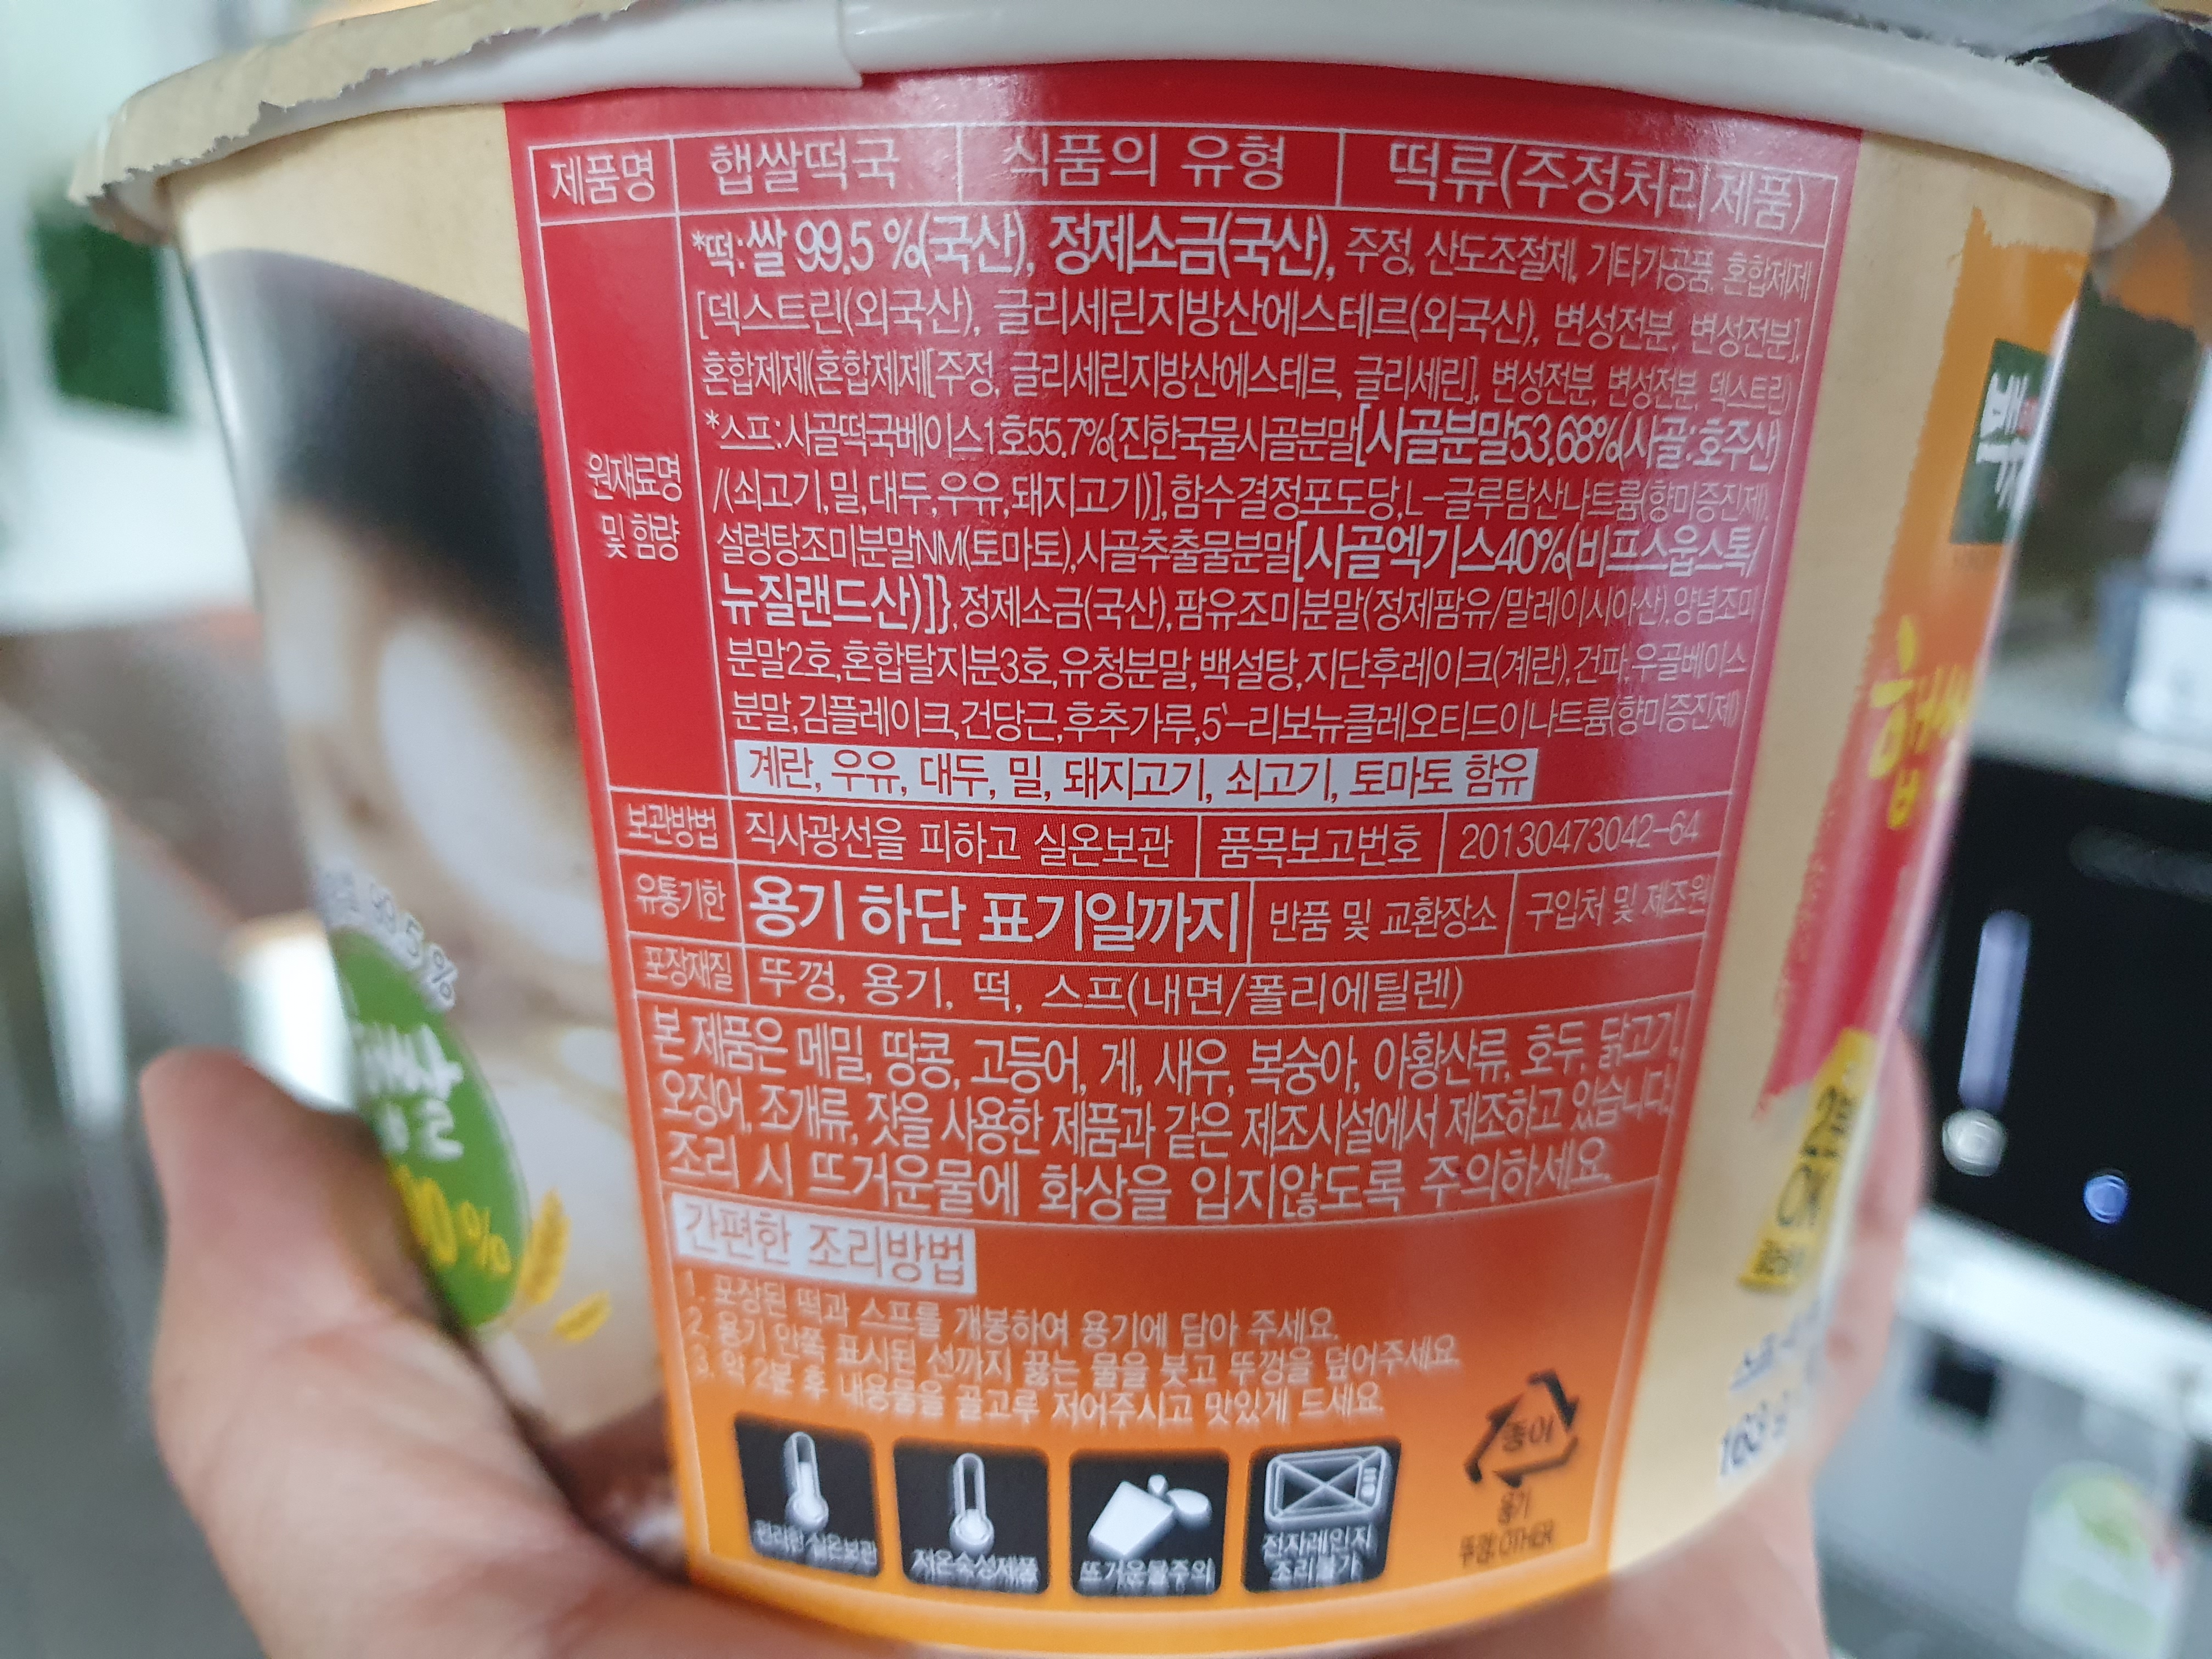 제품명 햅쌀떡국 식품의 유형 떡류(주정처리제품)
원재료명 및 함량
*떡:쌀 99.5 %(국산), 정제소금(국산), 주정, 산도조절제, 기타가공품, 혼합제제
[덱스트린(외국산), 글리세린지방산에스테르(외국산), 변성전분, 변성전분],
혼합제제(혼합제제[주정, 글리세린지방산에스테르, 글리세린], 변성전분, 변성전분, 덱스트린)
*스프:사골떡국베이스1호55.7%{진한국물사골분말[사골분말53.68%(사골:호주산)
/(쇠고기,밀,대두,우유,돼지고기)],함수결정포도당,L-글루탐산나트륨(향미증진제),
설렁탕조미분말NM(토마토),사골추출물분말[사골엑기스40%(비프스웁스톡/
뉴질랜드산)]},정제소금(국산),팜유조미분말(정제팜유/말레이시아산),양념조미
분말2호,혼합탈지분3호,유청분말,백설탕,지단후레이크(계란),건파,우골베이스
분말,김플레이크,건당근,후추가루,5'-리보뉴클레오티드이나트륨(향미증진제)
계란, 우유, 대두, 밀, 돼지고기, 쇠고기, 토마토 함유
보관방법 직사광선을 피하고 실온보관 품목보고번호 20130473042-64
유통기한 용기 하단 표기일까지 반품 및 교환장소 구입처 및 제조원
포장재질 뚜껑, 용기, 떡, 스프(내면/폴리에틸렌)
본 제품은 메밀, 땅콩, 고등어, 게, 새우, 복숭아, 아황산류, 호두, 닭고기,
오징어, 조개류, 잣을 사용한 제품과 같은 제조시설에서 제조하고 있습니다.
조리 시 뜨거운물에 화상을 입지않도록 주의하세요.
간편한 조리방법
1. 포장된 떡과 스프를 개봉하여 용기에 담아 주세요.
2. 용기 안쪽 표시된 선까지 끓는 물을 붓고 뚜껑을 덮어주세요.
3. 약 2분 후 내용물을 골고루 저어주시고 맛있게 드세요.
편리한 실온보관
저온숙성제품
뜨거운물주의
전자레인지
조리불가
종이
용기
뚜껑:OTHER
99.5 %
햅쌀